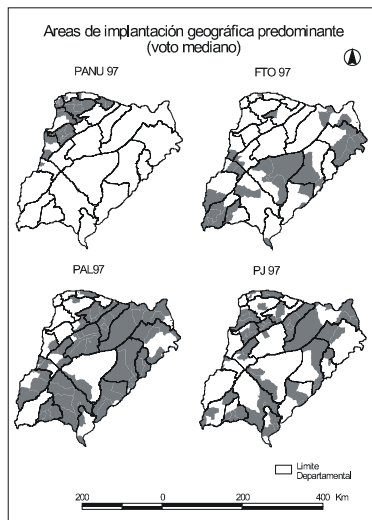 Areas de implantación geográfica predominante
(voto mediano)
PANU 97
FTO 97
PAL97
PJ 97
Limite
Departamental
200 0 200 400 Km